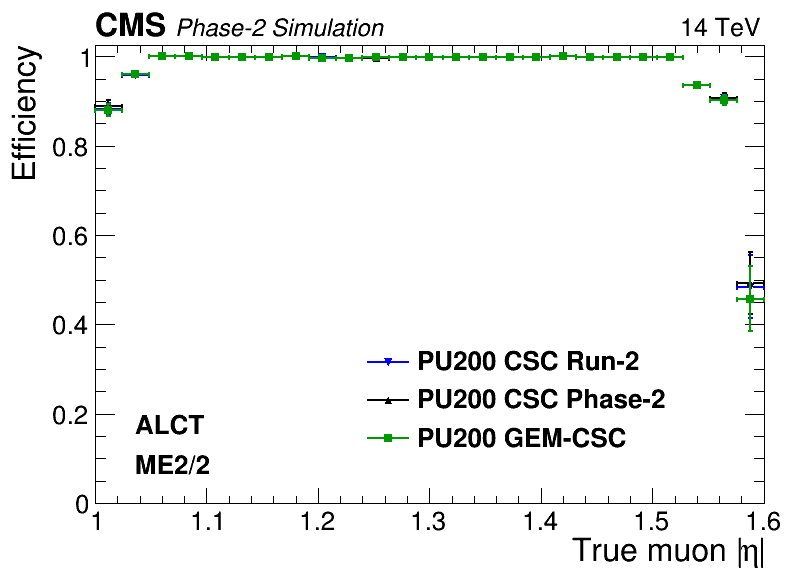 CMS Phase-2 Simulation 14 TeV
Efficiency
1
0.8
0.6
0.4
0.2
0
PU200 CSC Run-2
PU200 CSC Phase-2
PU200 GEM-CSC
ALCT
ME2/2
1 1.1 1.2 1.3 1.4 1.5 1.6
True muon |η|